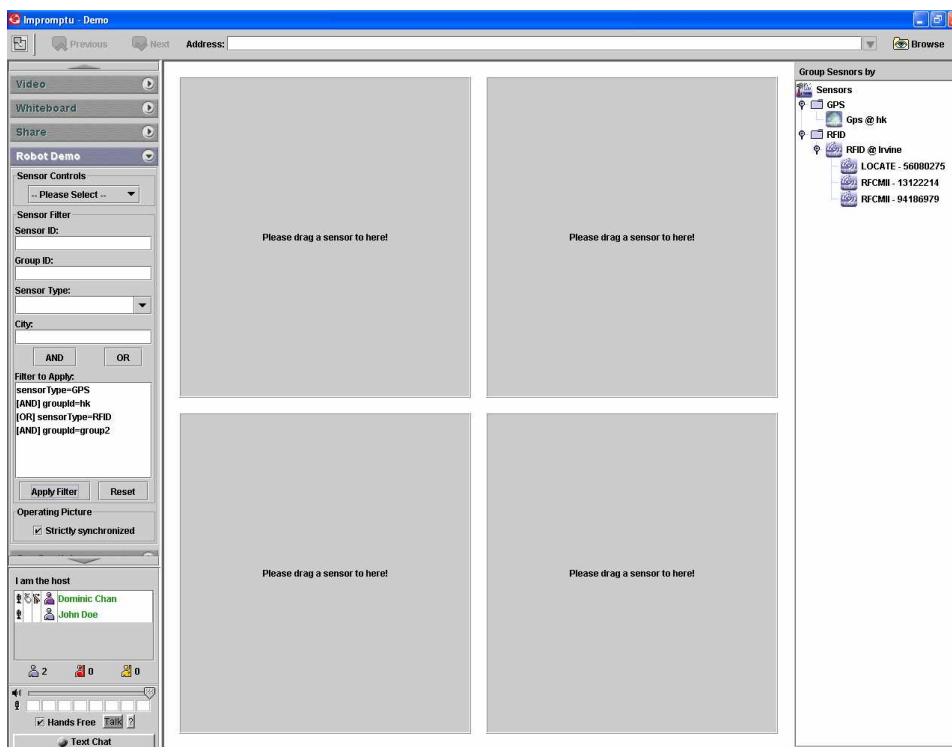 Impromptu - Demo
Previous
Next
Address:
Browse
Video
Whiteboard
Share
Robot Demo
Sensor Controls
-- Please Select --
Sensor Filter
Sensor ID:
Group ID:
Sensor Type:
City:
AND
OR
Filter to Apply:
sensorType=GPS
[AND] groupId=hk
[OR] sensorType=RFID
[AND] groupId=group2
Apply Filter
Reset
Operating Picture
Strictly synchronized
I am the host
Dominic Chan
John Doe
2
0
0
Hands Free
Talk
?
Text Chat
Please drag a sensor to here!
Please drag a sensor to here!
Please drag a sensor to here!
Please drag a sensor to here!
Group Sesnors by
Sensors
GPS
Gps @ hk
RFID
RFID @ Irvine
LOCATE - 56080275
RFCMII - 13122214
RFCMII - 94186979